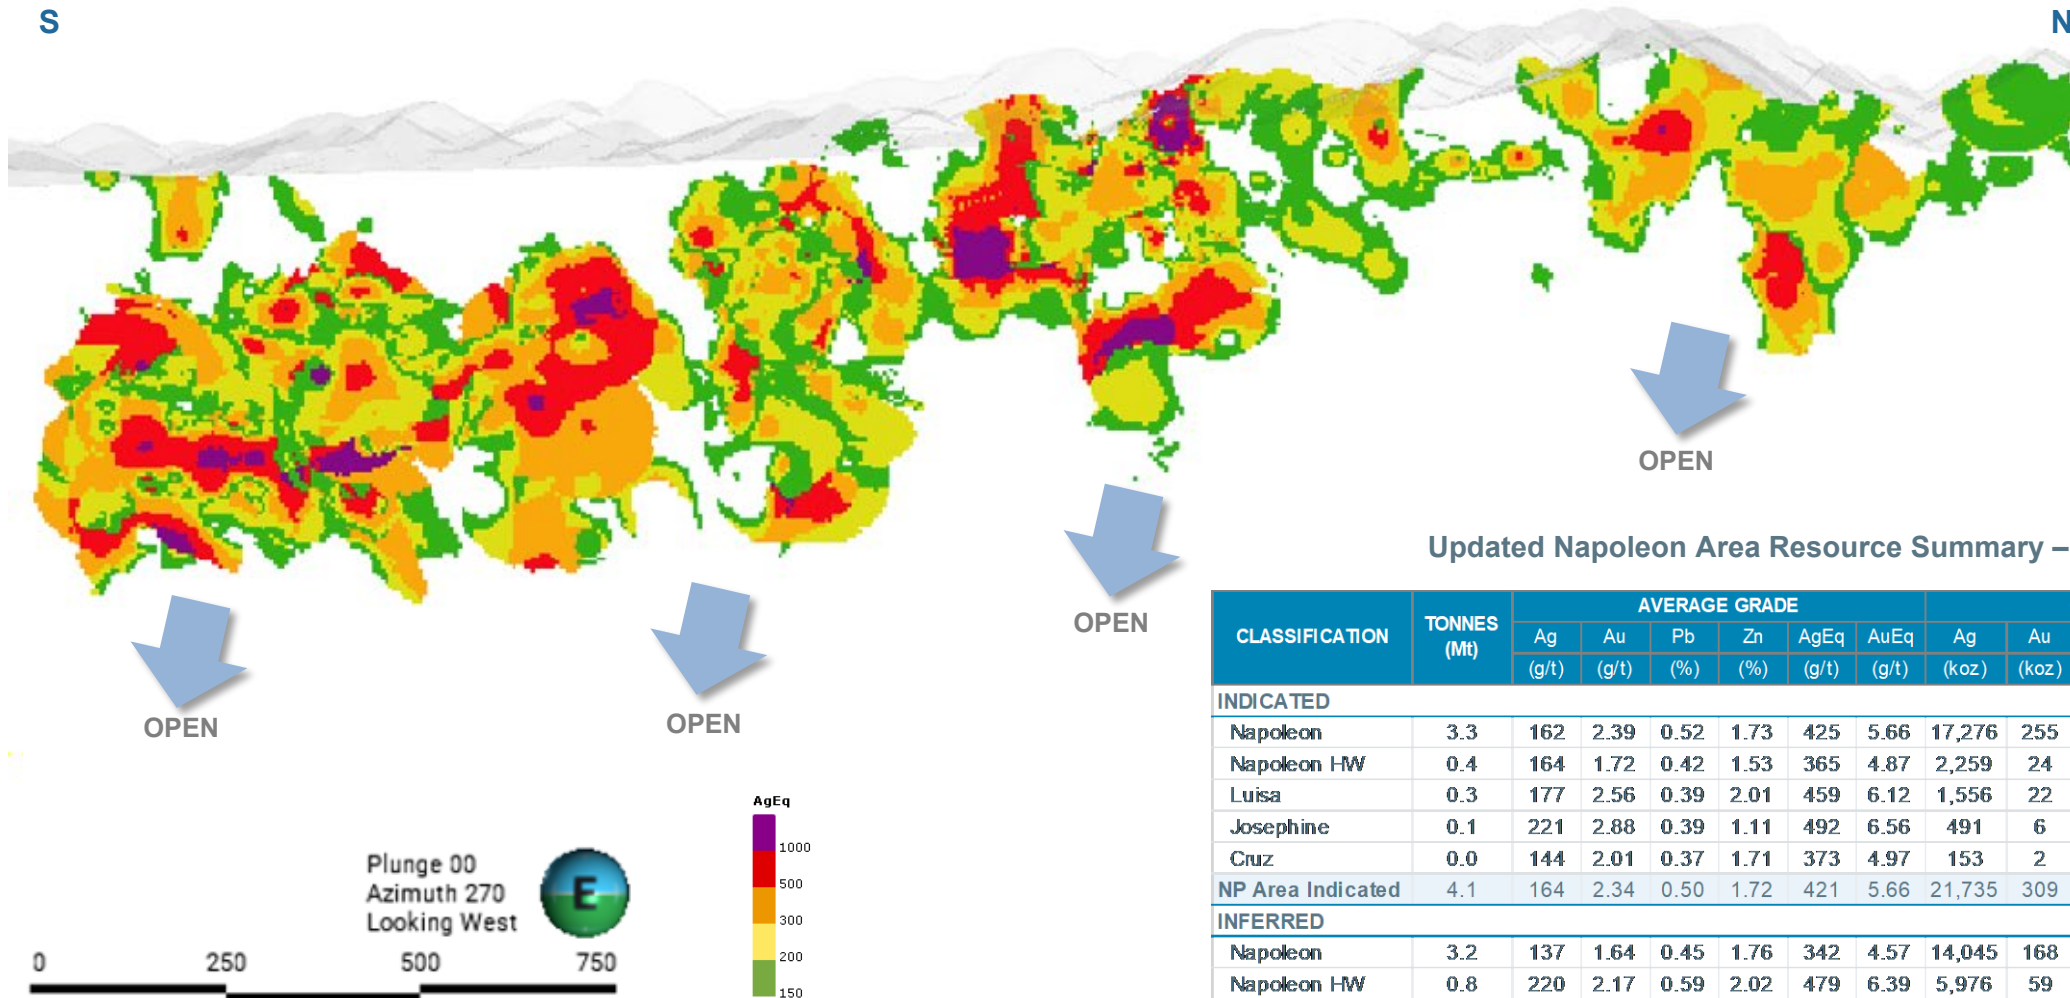 S
N
OPEN
OPEN
OPEN
OPEN
Updated Napoleon Area Resource Summary –
CLASSIFICATION TONNES (Mt) AVERAGE GRADE
Ag Au Pb Zn AgEq AuEq Ag Au
(g/t) (g/t) (%) (%) (g/t) (g/t) (koz) (koz)
INDICATED
Napoleon 3.3 162 2.39 0.52 1.73 425 5.66 17,276 255
Napoleon HW 0.4 164 1.72 0.42 1.53 365 4.87 2,259 24
Luisa 0.3 177 2.56 0.39 2.01 459 6.12 1,556 22
Josephine 0.1 221 2.88 0.39 1.11 492 6.56 491 6
Cruz 0.0 144 2.01 0.37 1.71 373 4.97 153 2
NP Area Indicated 4.1 164 2.34 0.50 1.72 421 5.66 21,735 309
INFERRED
Napoleon 3.2 137 1.64 0.45 1.76 342 4.57 14,045 168
Napoleon HW 0.8 220 2.17 0.59 2.02 479 6.39 5,976 59
AgEq
1000
500
300
200
150
Plunge 00
Azimuth 270
Looking West
E
0 250 500 750